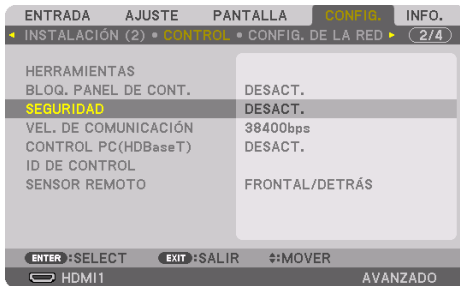 ENTRADA AJUSTE PANTALLA CONFIG. INFO.
◂ INSTALACIÓN (2) • CONTROL • CONFIG. DE LA RED ▸ 2/4
HERRAMIENTAS
BLOQ. PANEL DE CONT. DESACT.
SEGURIDAD DESACT.
VEL. DE COMUNICACIÓN 38400bps
CONTROL PC(HDBaseT) DESACT.
ID DE CONTROL
SENSOR REMOTO FRONTAL/DETRÁS
ENTER :SELECT EXIT :SALIR ⬍:MOVER
HDMI1 AVANZADO